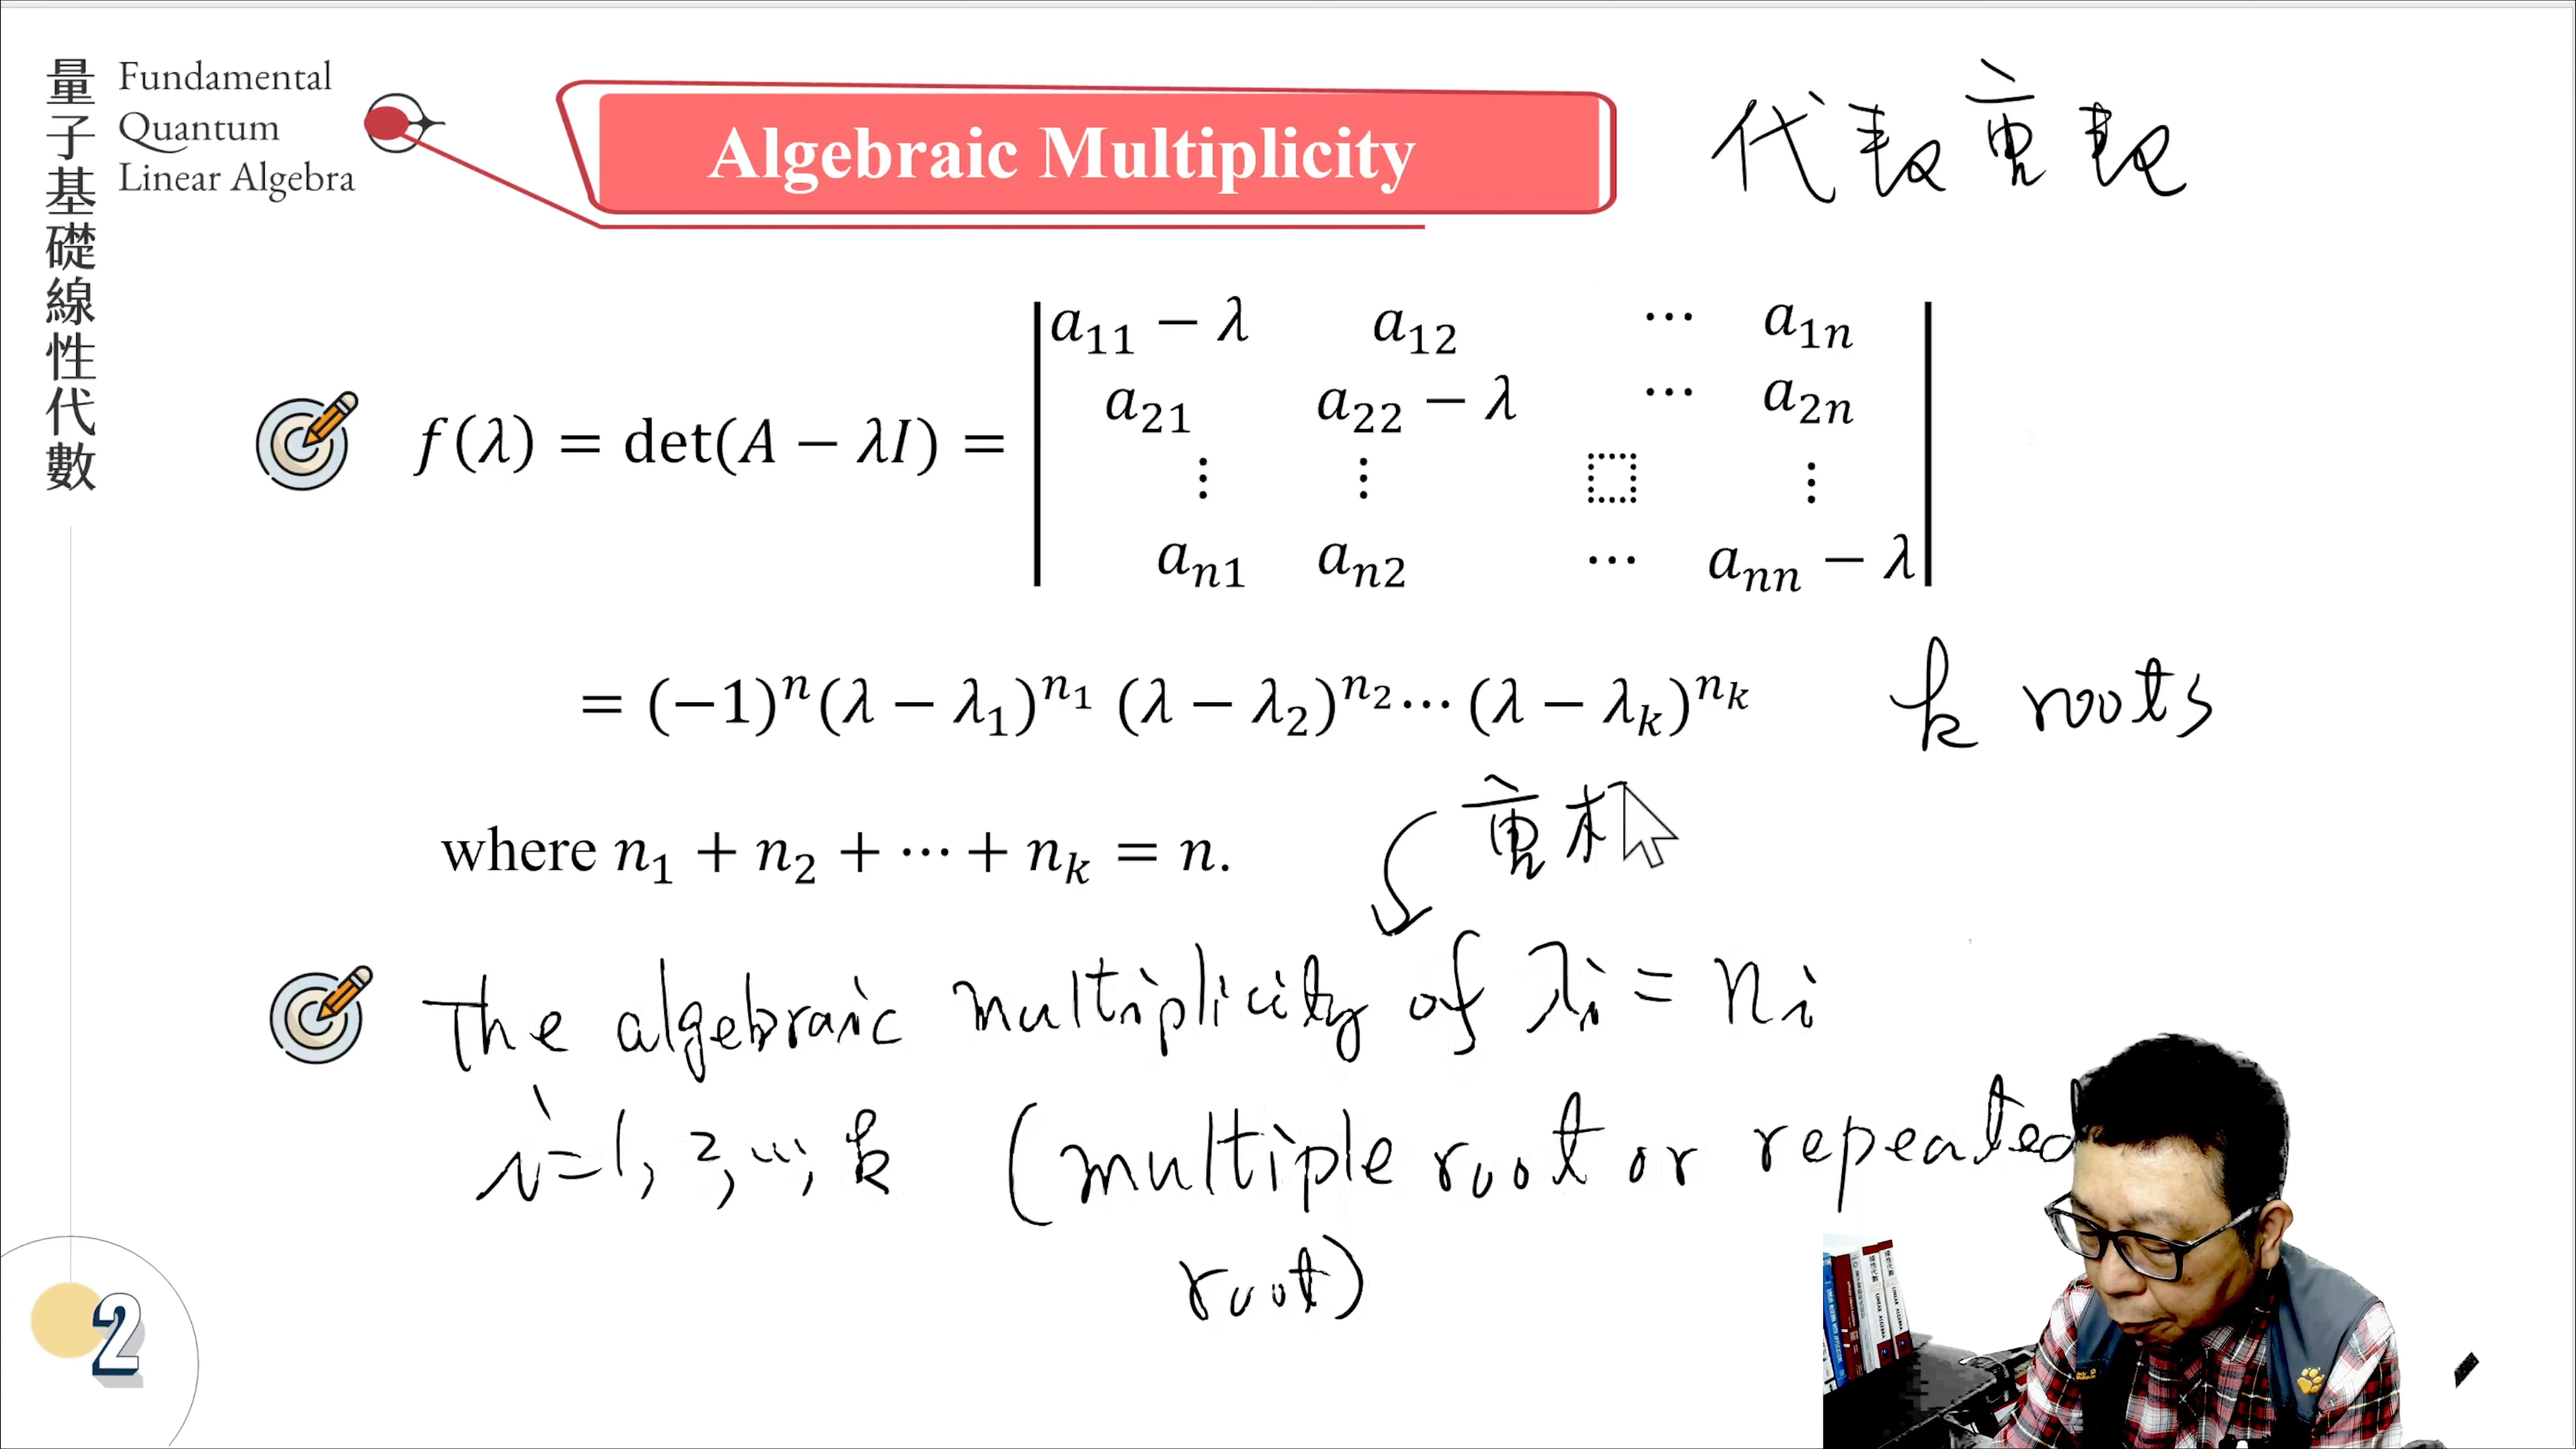 量子基礎線性代數
Fundamental
Quantum
Linear Algebra
Algebraic Multiplicity
代數重數
f(λ) = det(A − λI) =
a₁₁ − λ a₁₂ ⋯ a₁ₙ
a₂₁ a₂₂ − λ ⋯ a₂ₙ
⋮ ⋮ ⬚ ⋮
aₙ₁ aₙ₂ ⋯ aₙₙ − λ
= (−1)ⁿ(λ − λ₁)ⁿ¹ (λ − λ₂)ⁿ² ⋯ (λ − λₖ)ⁿᵏ
k roots
where n₁ + n₂ + ⋯ + nₖ = n.
重
The algebraic multiplicity of λi = ni
i=1, 2, ..., k (multiple root or repeated
root)
2